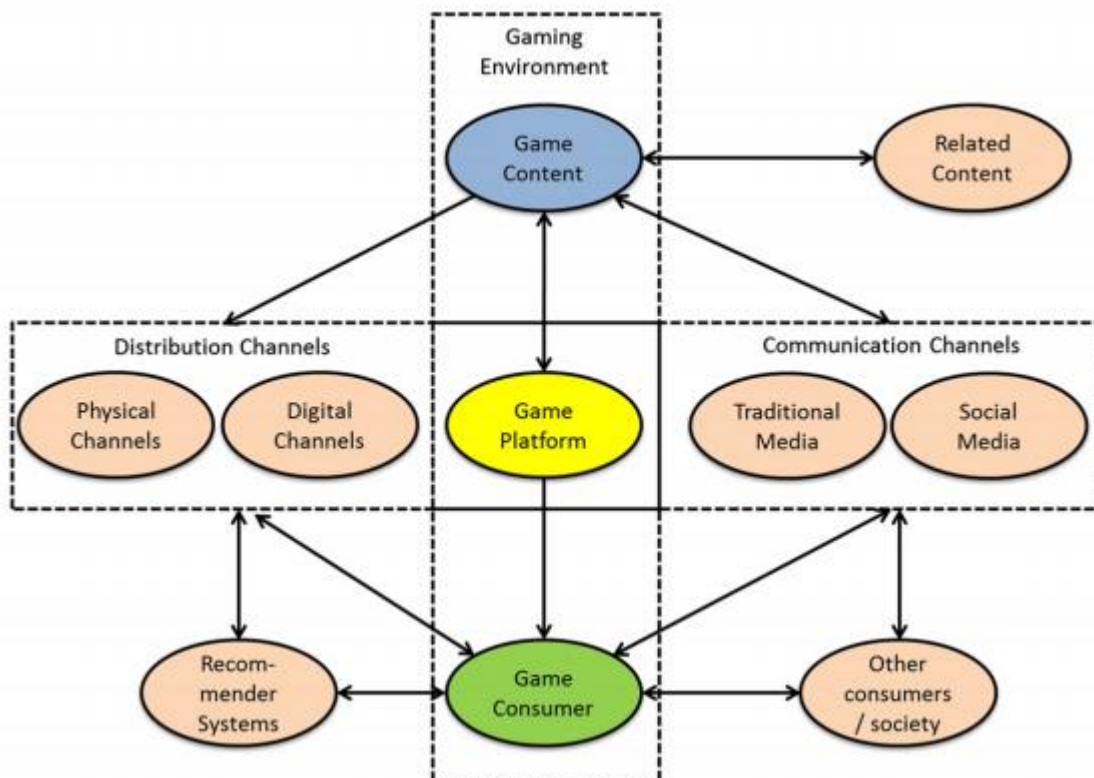 Gaming
Environment
Game
Content
Related
Content
Distribution Channels
Physical
Channels
Digital
Channels
Game
Platform
Communication Channels
Traditional
Media
Social
Media
Recom-
mender
Systems
Game
Consumer
Other
consumers
/ society